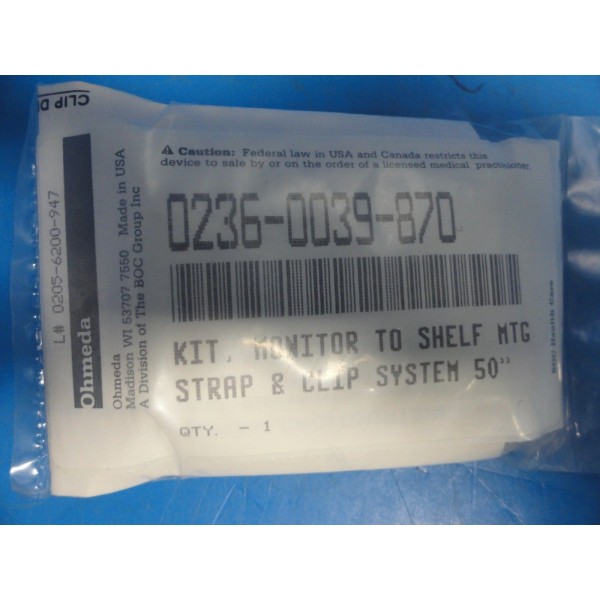 CLIP DI
L# 0205-6200-947
Ohmeda
Ohmeda
Madison WI 53707 7550 Made in USA
A Division of The BOC Group Inc
⚠ Caution: Federal law in USA and Canada restricts this
device to sale by or on the order of a licensed medical practitioner.
0236-0039-870
KIT, MONITOR TO SHELF MTG
STRAP & CLIP SYSTEM 50"
QTY. - 1
BOC Health Care